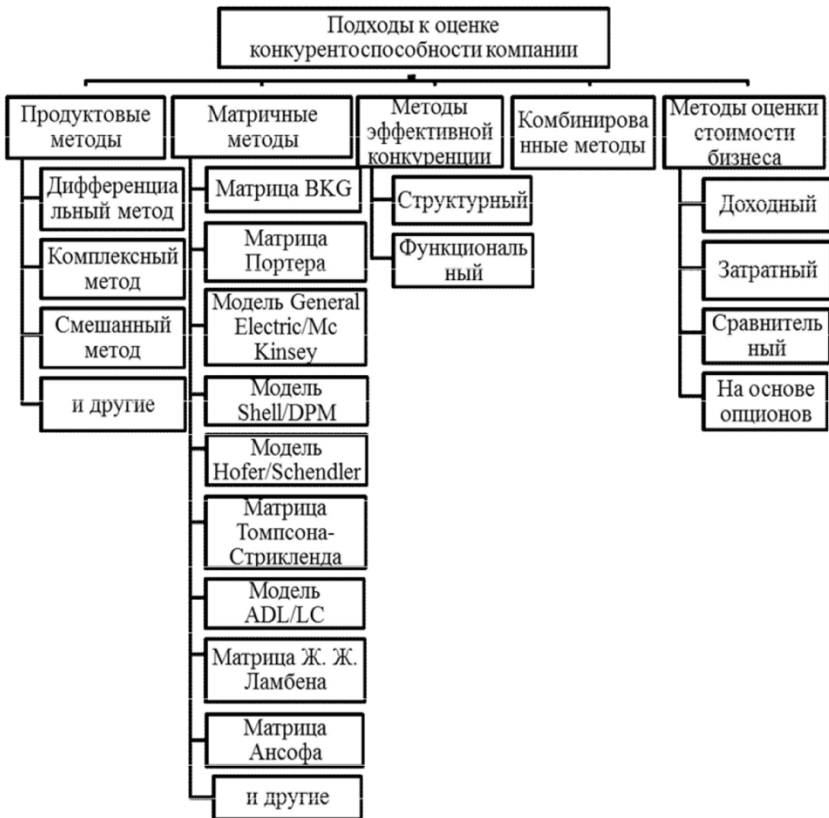 Подходы к оценке
конкурентоспособности компании
Продуктовые
методы
Дифференциа
льный метод
Комплексный
метод
Смешанный
метод
и другие
Матричные
методы
Матрица BKG
Матрица
Портера
Модель General
Electric/Mc
Kinsey
Модель
Shell/DPM
Модель
Hofer/Schendler
Матрица
Томпсона-
Стрикленда
Модель
ADL/LC
Матрица Ж. Ж.
Ламбена
Матрица
Ансофа
и другие
Методы
эффективной
конкуренции
Структурный
Функциональ
ный
Комбинирова
нные методы
Методы оценки
стоимости
бизнеса
Доходный
Затратный
Сравнитель
ный
На основе
опционов